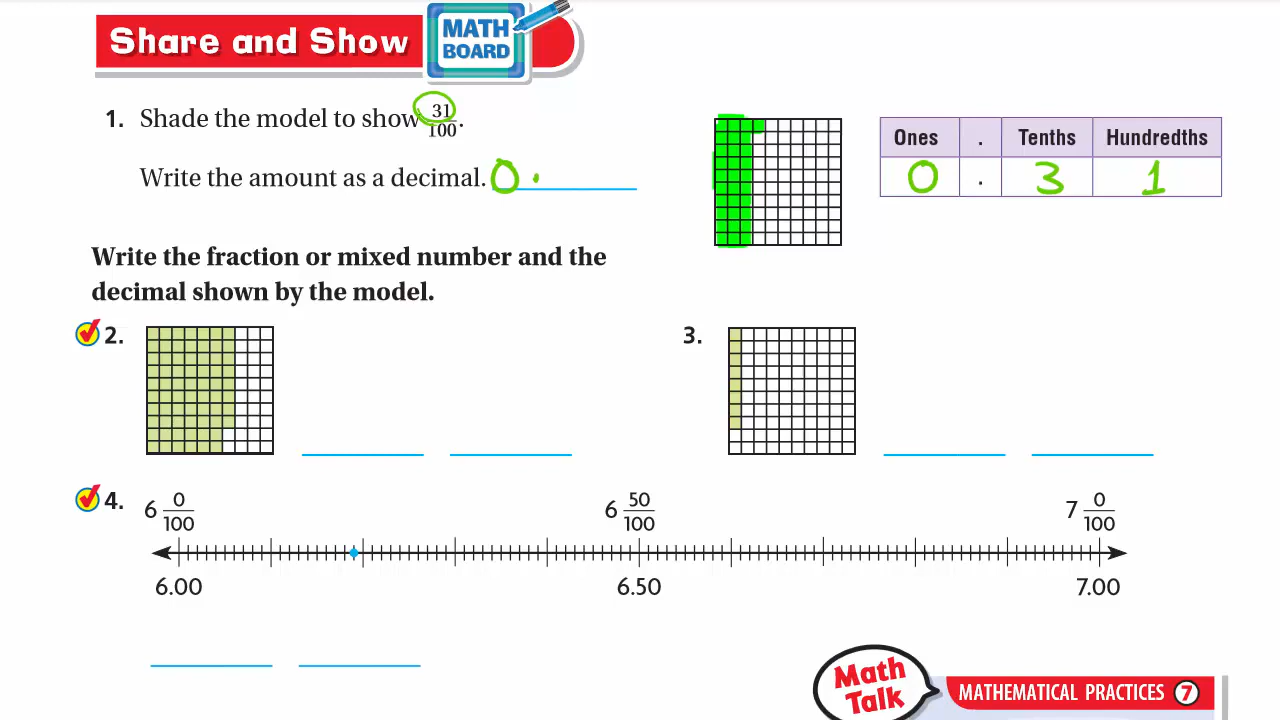 Share and Show
MATH
BOARD
1. Shade the model to show 31/100.
Write the amount as a decimal. 0 .
Ones . Tenths Hundredths
0 . 3 1
Write the fraction or mixed number and the
decimal shown by the model.
2.
3.
4.
6 0/100 6 50/100 7 0/100
6.00 6.50 7.00
Math
Talk
MATHEMATICAL PRACTICES 7